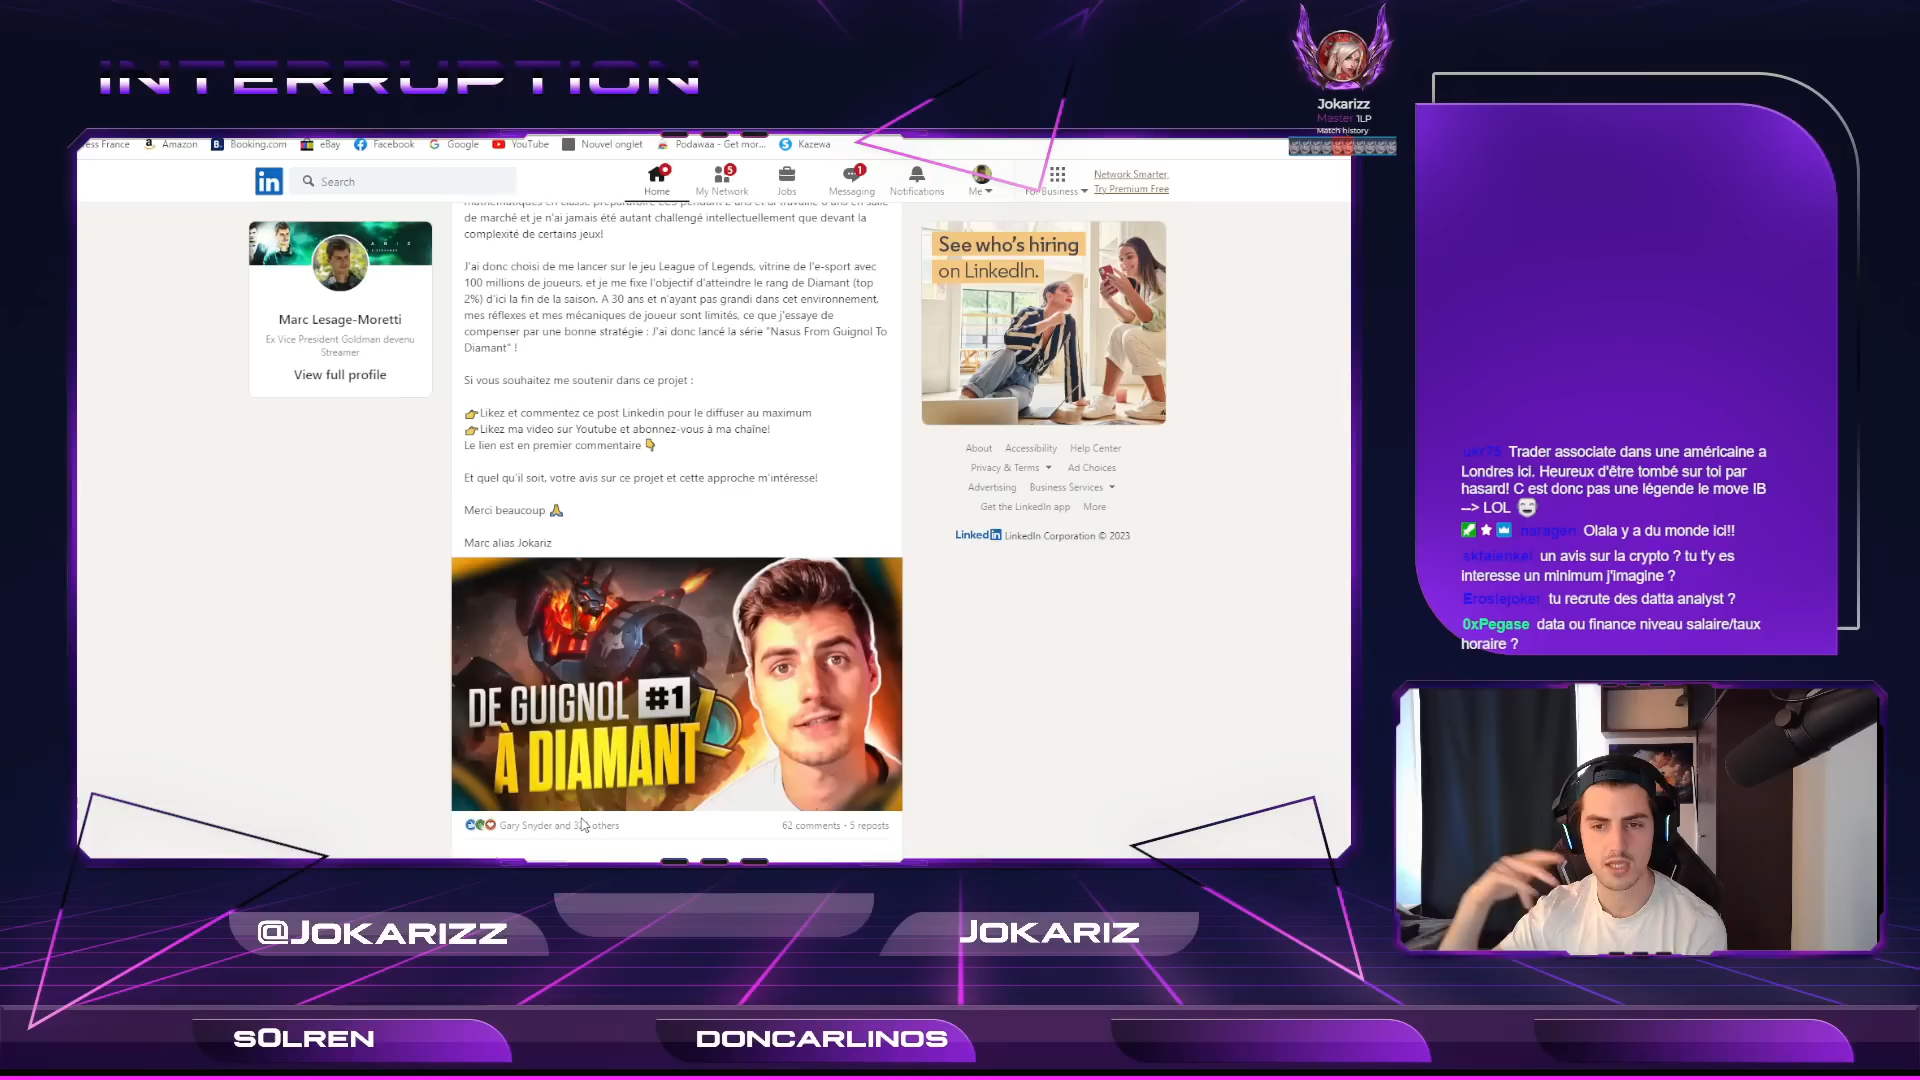 INTERRUPTION
Jokarizz
Master 1LP
Match history
ess France
Amazon
Booking.com
eBay
Facebook
Google
YouTube
Nouvel onglet
Podawaa - Get mor...
Kazewa
Search
Home
My Network
5
Jobs
Messaging
1
Notifications
Me
For Business
Network Smarter,
Try Premium Free
Marc Lesage-Moretti
Ex Vice President Goldman devenu
Streamer
View full profile
de marché et je n'ai jamais été autant challengé intellectuellement que devant la
complexité de certains jeux!
J'ai donc choisi de me lancer sur le jeu League of Legends, vitrine de l'e-sport avec
100 millions de joueurs, et je me fixe l'objectif d'atteindre le rang de Diamant (top
2%) d'ici la fin de la saison. A 30 ans et n'ayant pas grandi dans cet environnement,
mes réflexes et mes mécaniques de joueur sont limités, ce que j'essaye de
compenser par une bonne stratégie : J'ai donc lancé la série "Nasus From Guignol To
Diamant" !
Si vous souhaitez me soutenir dans ce projet :
👉Likez et commentez ce post Linkedin pour le diffuser au maximum
👉Likez ma video sur Youtube et abonnez-vous à ma chaîne!
Le lien est en premier commentaire 👇
Et quel qu'il soit, votre avis sur ce projet et cette approche m'intéresse!
Merci beaucoup 🙏
Marc alias Jokariz
DE GUIGNOL #1
À DIAMANT
Gary Snyder and others
62 comments • 5 reposts
See who's hiring
on LinkedIn.
About Accessibility Help Center
Privacy & Terms Ad Choices
Advertising Business Services
Get the LinkedIn app More
LinkedIn LinkedIn Corporation © 2023
ukr75 Trader associate dans une américaine a
Londres ici. Heureux d'être tombé sur toi par
hasard! C est donc pas une légende le move IB
--> LOL
naragen Olala y a du monde ici!!
sktaienkei un avis sur la crypto ? tu t'y es
interesse un minimum j'imagine ?
Eroslejoker tu recrute des datta analyst ?
0xPegase data ou finance niveau salaire/taux
horaire ?
@JOKARIZZ
JOKARIZ
SOLREN
DONCARLINOS